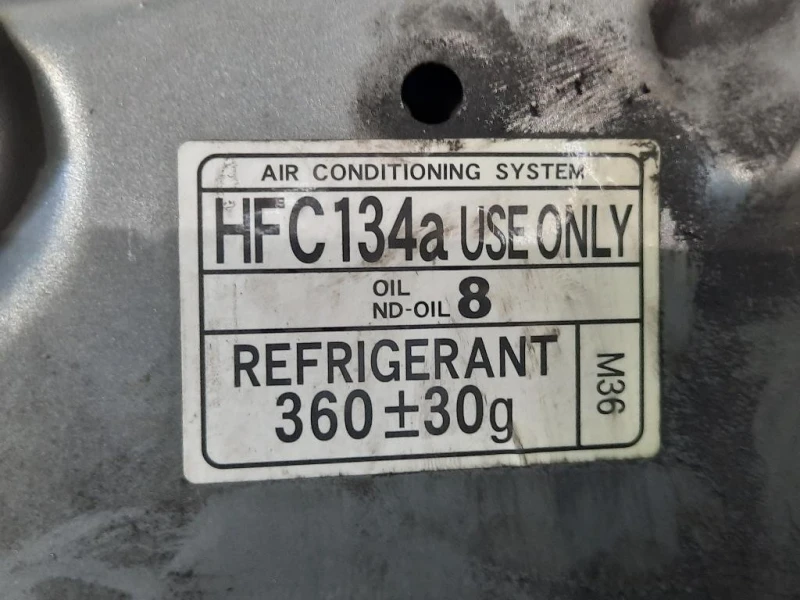 AIR CONDITIONING SYSTEM
HFC134a USE ONLY
OIL
ND-OIL 8
REFRIGERANT
360±30g
M36